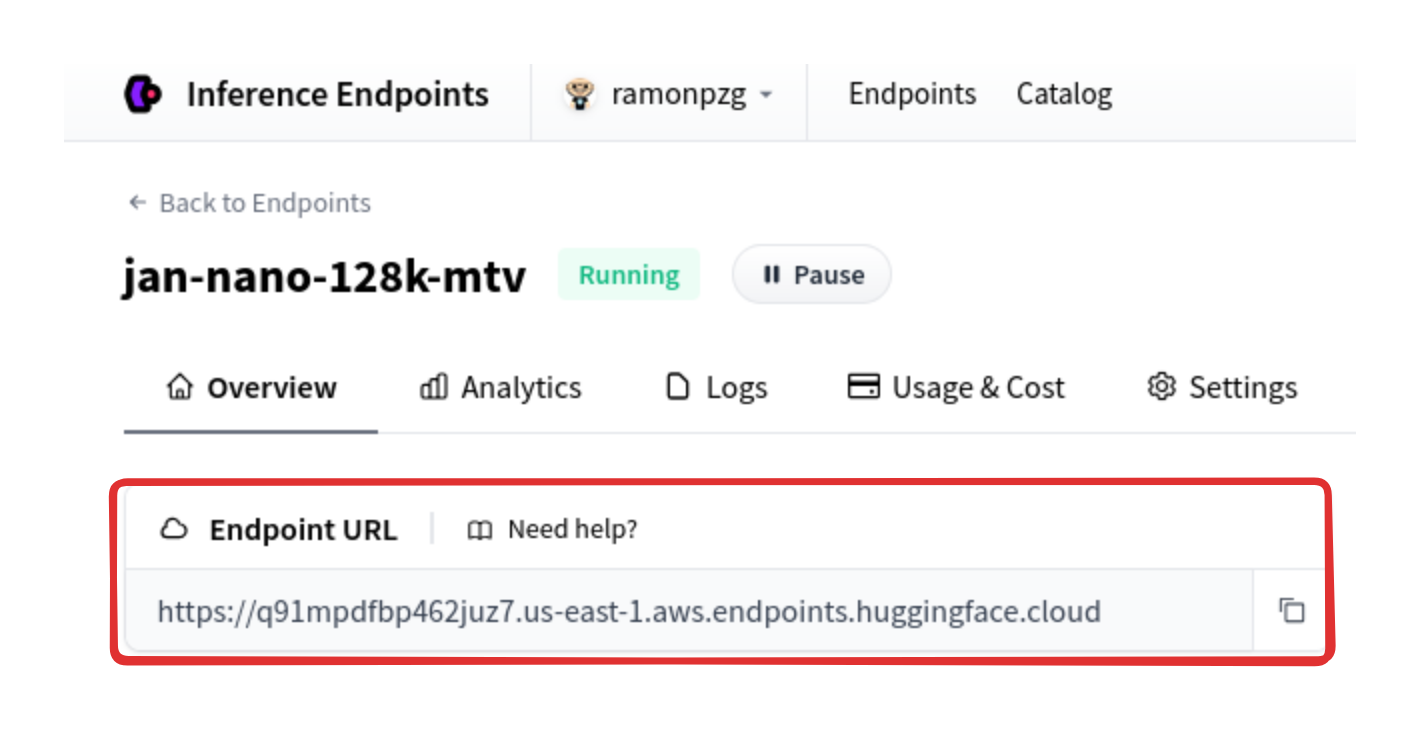 Inference Endpoints ramonpzg Endpoints Catalog
Back to Endpoints
jan-nano-128k-mtv Running Pause
Overview Analytics Logs Usage & Cost Settings
Endpoint URL Need help?
https://q91mpdfbp462juz7.us-east-1.aws.endpoints.huggingface.cloud